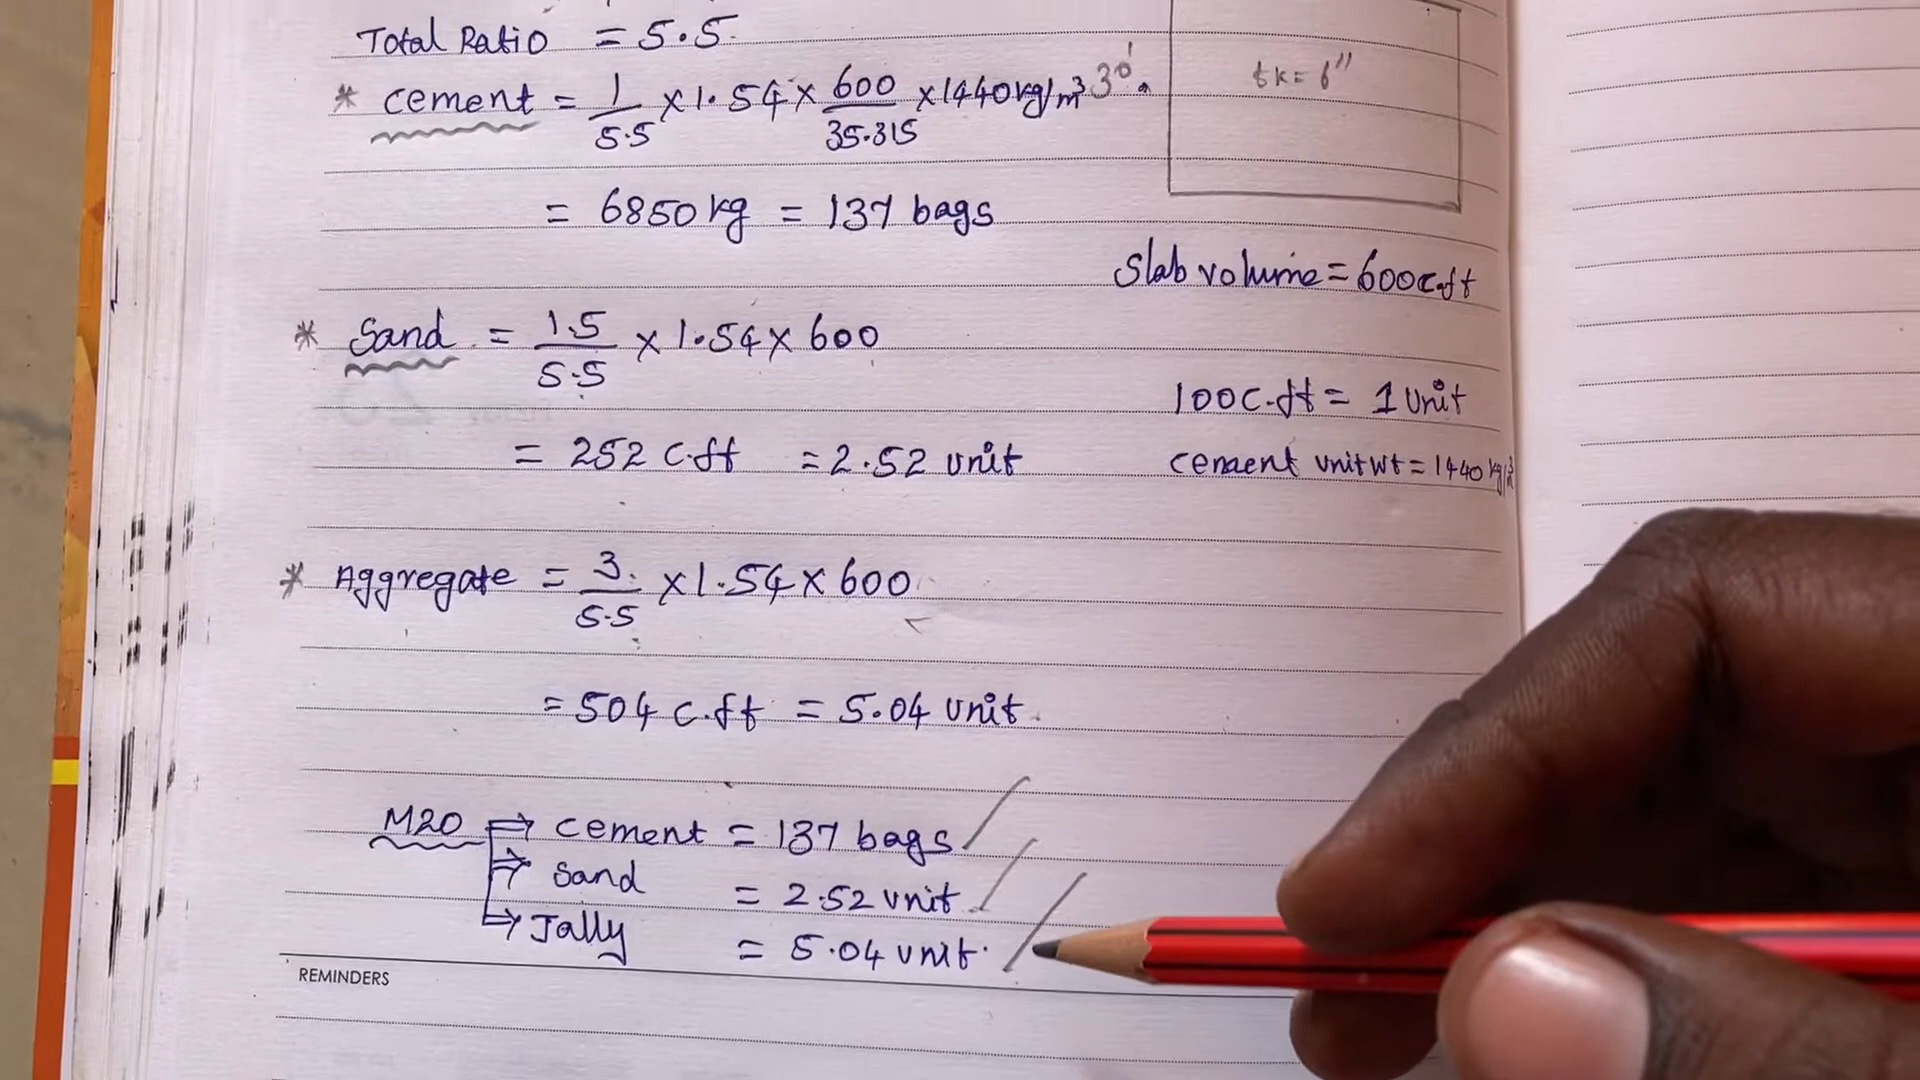 Total Ratio = 5.5
* Cement = 1/5.5 x 1.54 x 600/35.315 x 1440 kg/m³
30'
tk = 6"
= 6850 kg = 137 bags
Slab volume = 600 c.ft
* Sand = 1.5/5.5 x 1.54 x 600
100 C.ft = 1 Unit
= 252 C.ft = 2.52 unit
Cement unit wt = 1440 kg/m³
* Aggregate = 3/5.5 x 1.54 x 600
= 504 C.ft = 5.04 unit
M20 ⇒ Cement = 137 bags
⇒ Sand = 2.52 unit
⇒ Jally = 5.04 unit
REMINDERS